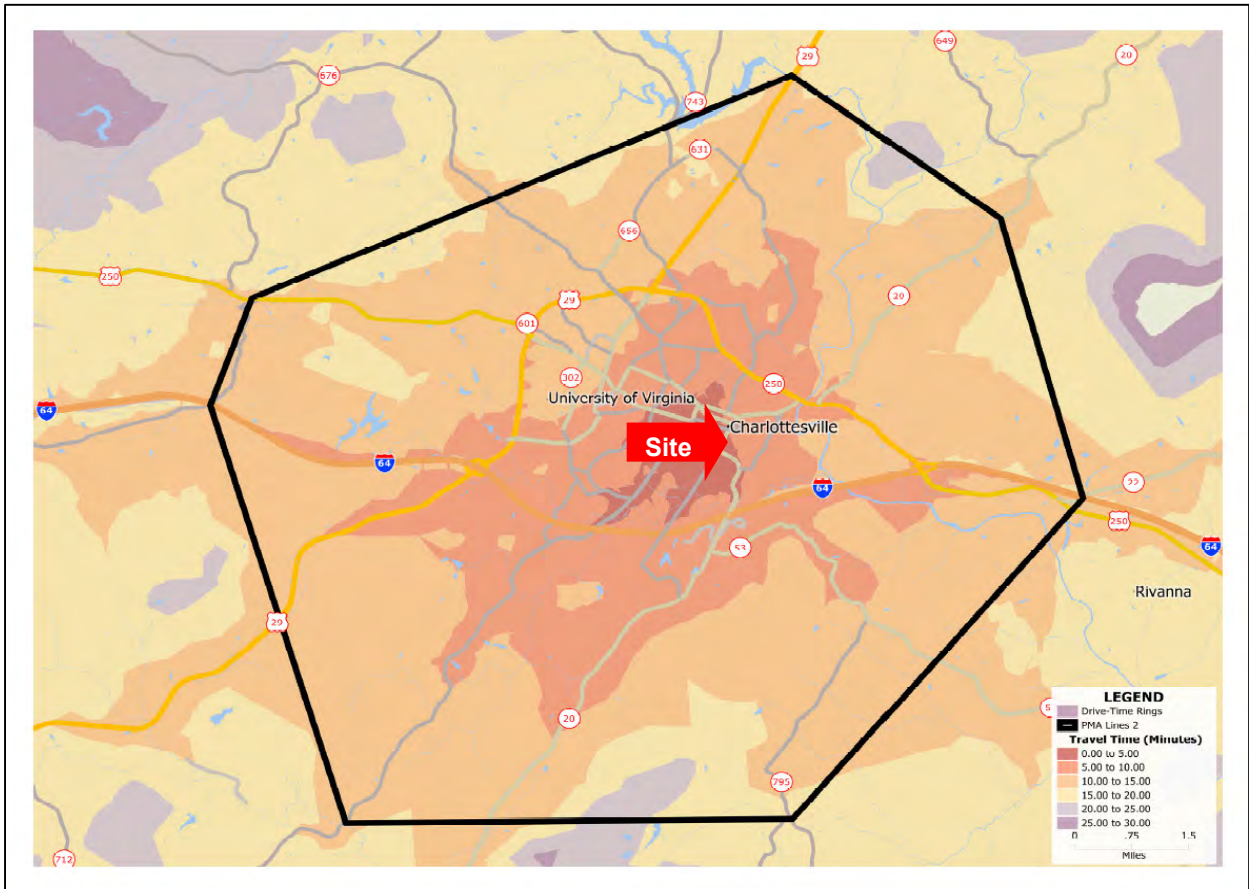 29
649
20
676
743
631
656
250
20
29
601
302
250
University of Virginia
Charlottesville
Site
64
64
64
22
250
64
53
Rivanna
29
20
795
712
5
LEGEND
Drive-Time Rings
PMA Lines 2
Travel Time (Minutes)
0.00 to 5.00
5.00 to 10.00
10.00 to 15.00
15.00 to 20.00
20.00 to 25.00
25.00 to 30.00
0 .75 1.5
Miles